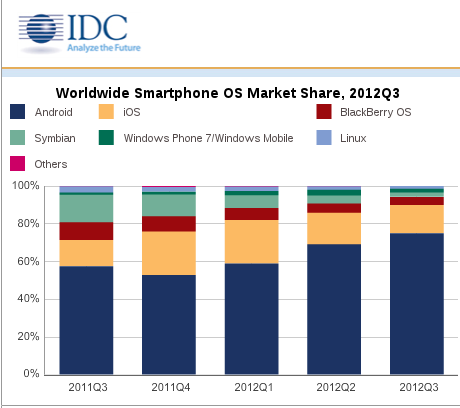 IDC
Analyze the Future
Worldwide Smartphone OS Market Share, 2012Q3
Android iOS BlackBerry OS
Symbian Windows Phone 7/Windows Mobile Linux
Others
100%
80%
60%
40%
20%
0%
2011Q3 2011Q4 2012Q1 2012Q2 2012Q3